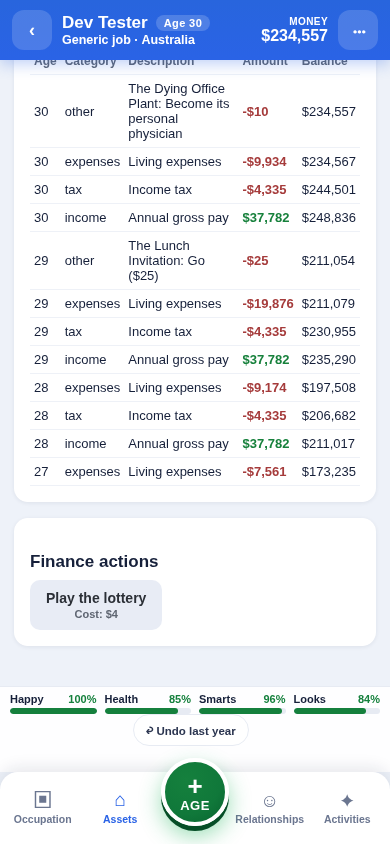 ‹ Dev Tester Age 30 MONEY ...
Generic job · Australia $234,557
Age Category Description Amount Balance
30 other The Dying Office Plant: Become its personal physician -$10 $234,557
30 expenses Living expenses -$9,934 $234,567
30 tax Income tax -$4,335 $244,501
30 income Annual gross pay $37,782 $248,836
29 other The Lunch Invitation: Go ($25) -$25 $211,054
29 expenses Living expenses -$19,876 $211,079
29 tax Income tax -$4,335 $230,955
29 income Annual gross pay $37,782 $235,290
28 expenses Living expenses -$9,174 $197,508
28 tax Income tax -$4,335 $206,682
28 income Annual gross pay $37,782 $211,017
27 expenses Living expenses -$7,561 $173,235
Finance actions
Play the lottery
Cost: $4
Happy 100% Health 85% Smarts 96% Looks 84%
Undo last year
+
AGE
Occupation Assets Relationships Activities